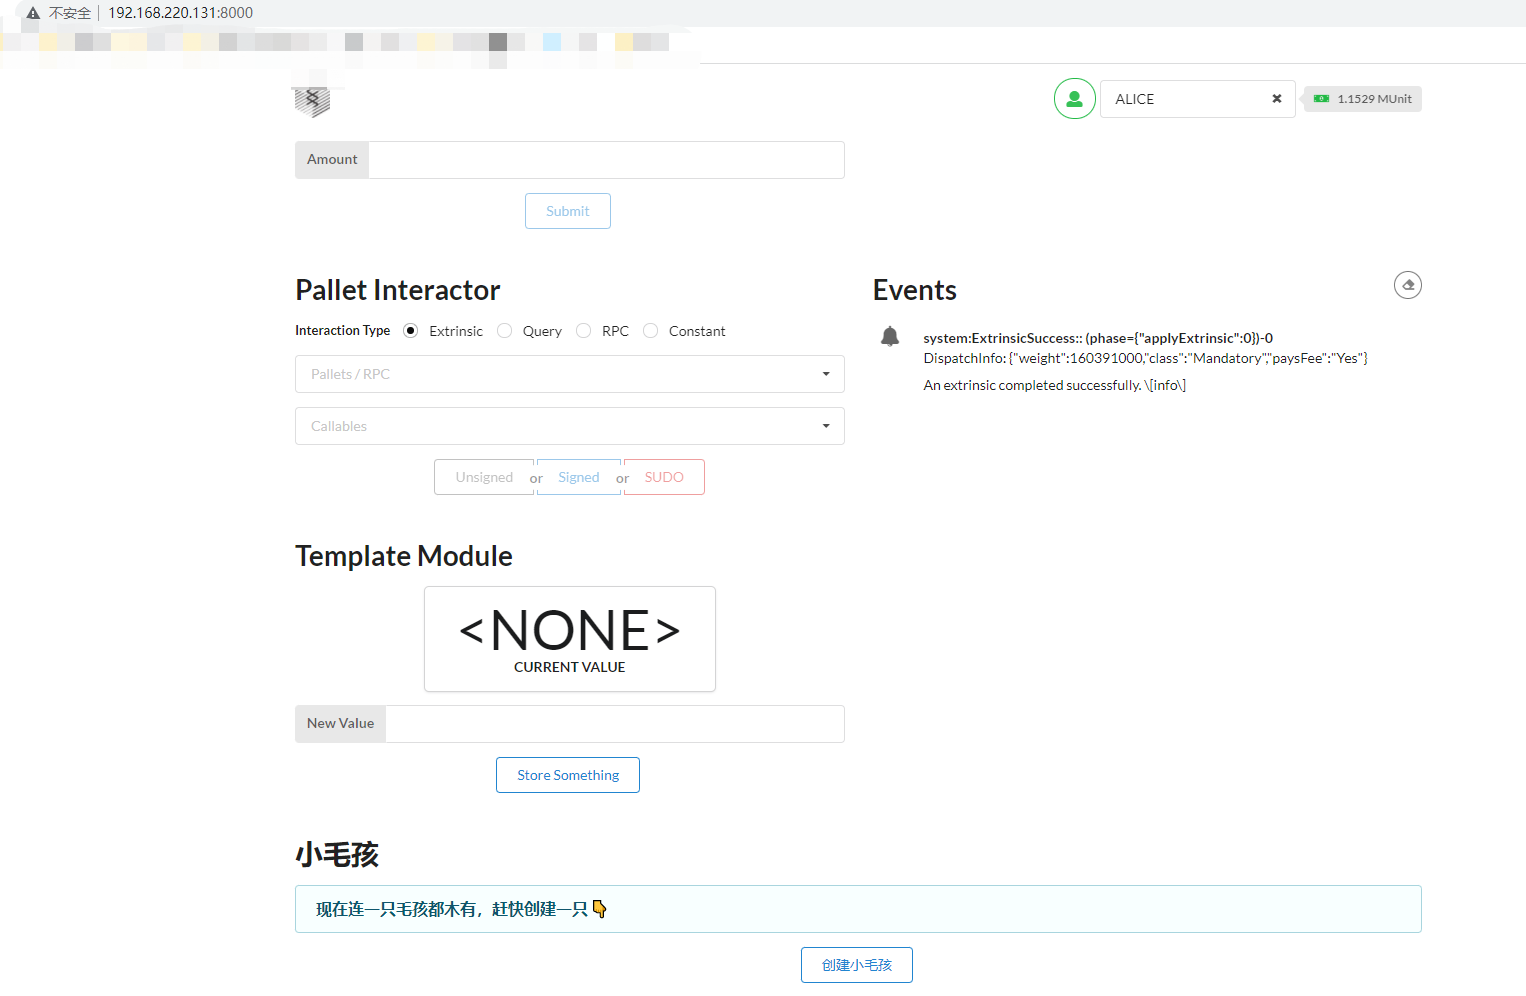 不安全 192.168.220.131:8000
ALICE 1.1529 MUnit
Amount
Submit
Pallet Interactor
Interaction Type Extrinsic Query RPC Constant
Pallets / RPC
Callables
Unsigned or Signed or SUDO
Events
system:ExtrinsicSuccess:: (phase={"applyExtrinsic":0})-0
DispatchInfo: {"weight":160391000,"class":"Mandatory","paysFee":"Yes"}
An extrinsic completed successfully. \[info\]
Template Module
<NONE>
CURRENT VALUE
New Value
Store Something
小毛孩
现在连一只毛孩都木有，赶快创建一只👇
创建小毛孩